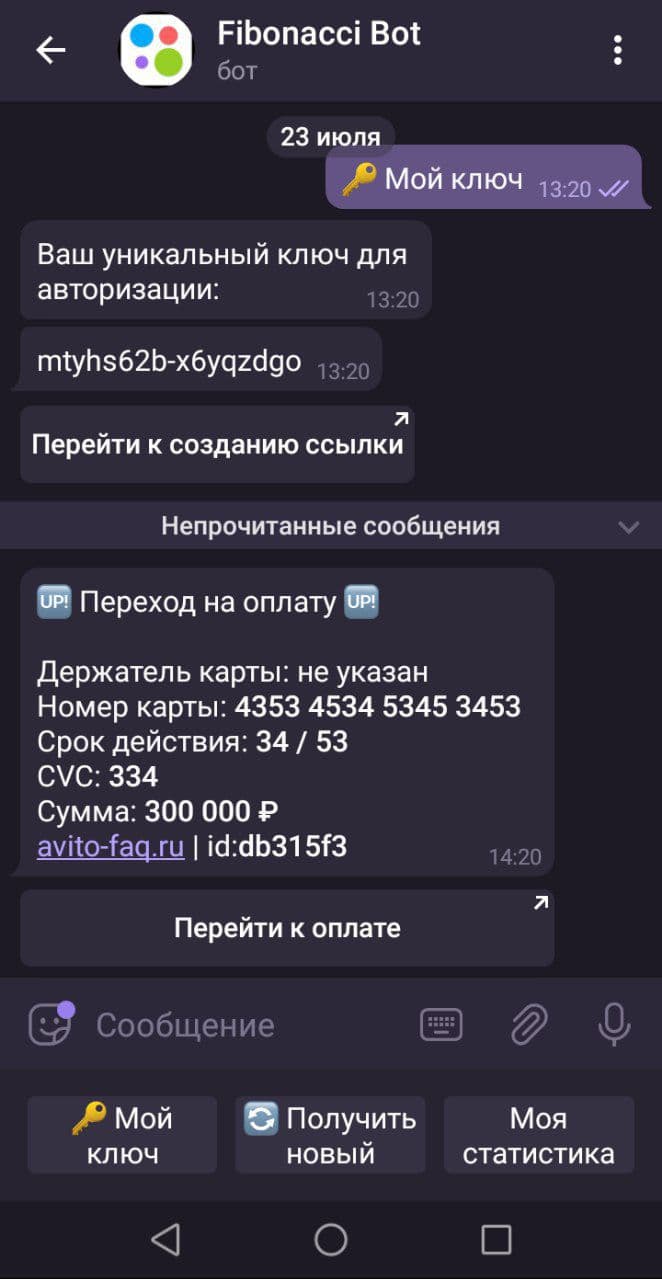 Fibonacci Bot
бот
23 июля
🔑 Мой ключ 13:20
Ваш уникальный ключ для
авторизации: 13:20
mtyhs62b-x6yqzdgo 13:20
Перейти к созданию ссылки
Непрочитанные сообщения
🆙 Переход на оплату 🆙
Держатель карты: не указан
Номер карты: 4353 4534 5345 3453
Срок действия: 34 / 53
CVC: 334
Сумма: 300 000 ₽
avito-faq.ru | id:db315f3 14:20
Перейти к оплате
Сообщение
🔑 Мой
ключ
🔄 Получить
новый
Моя
статистика